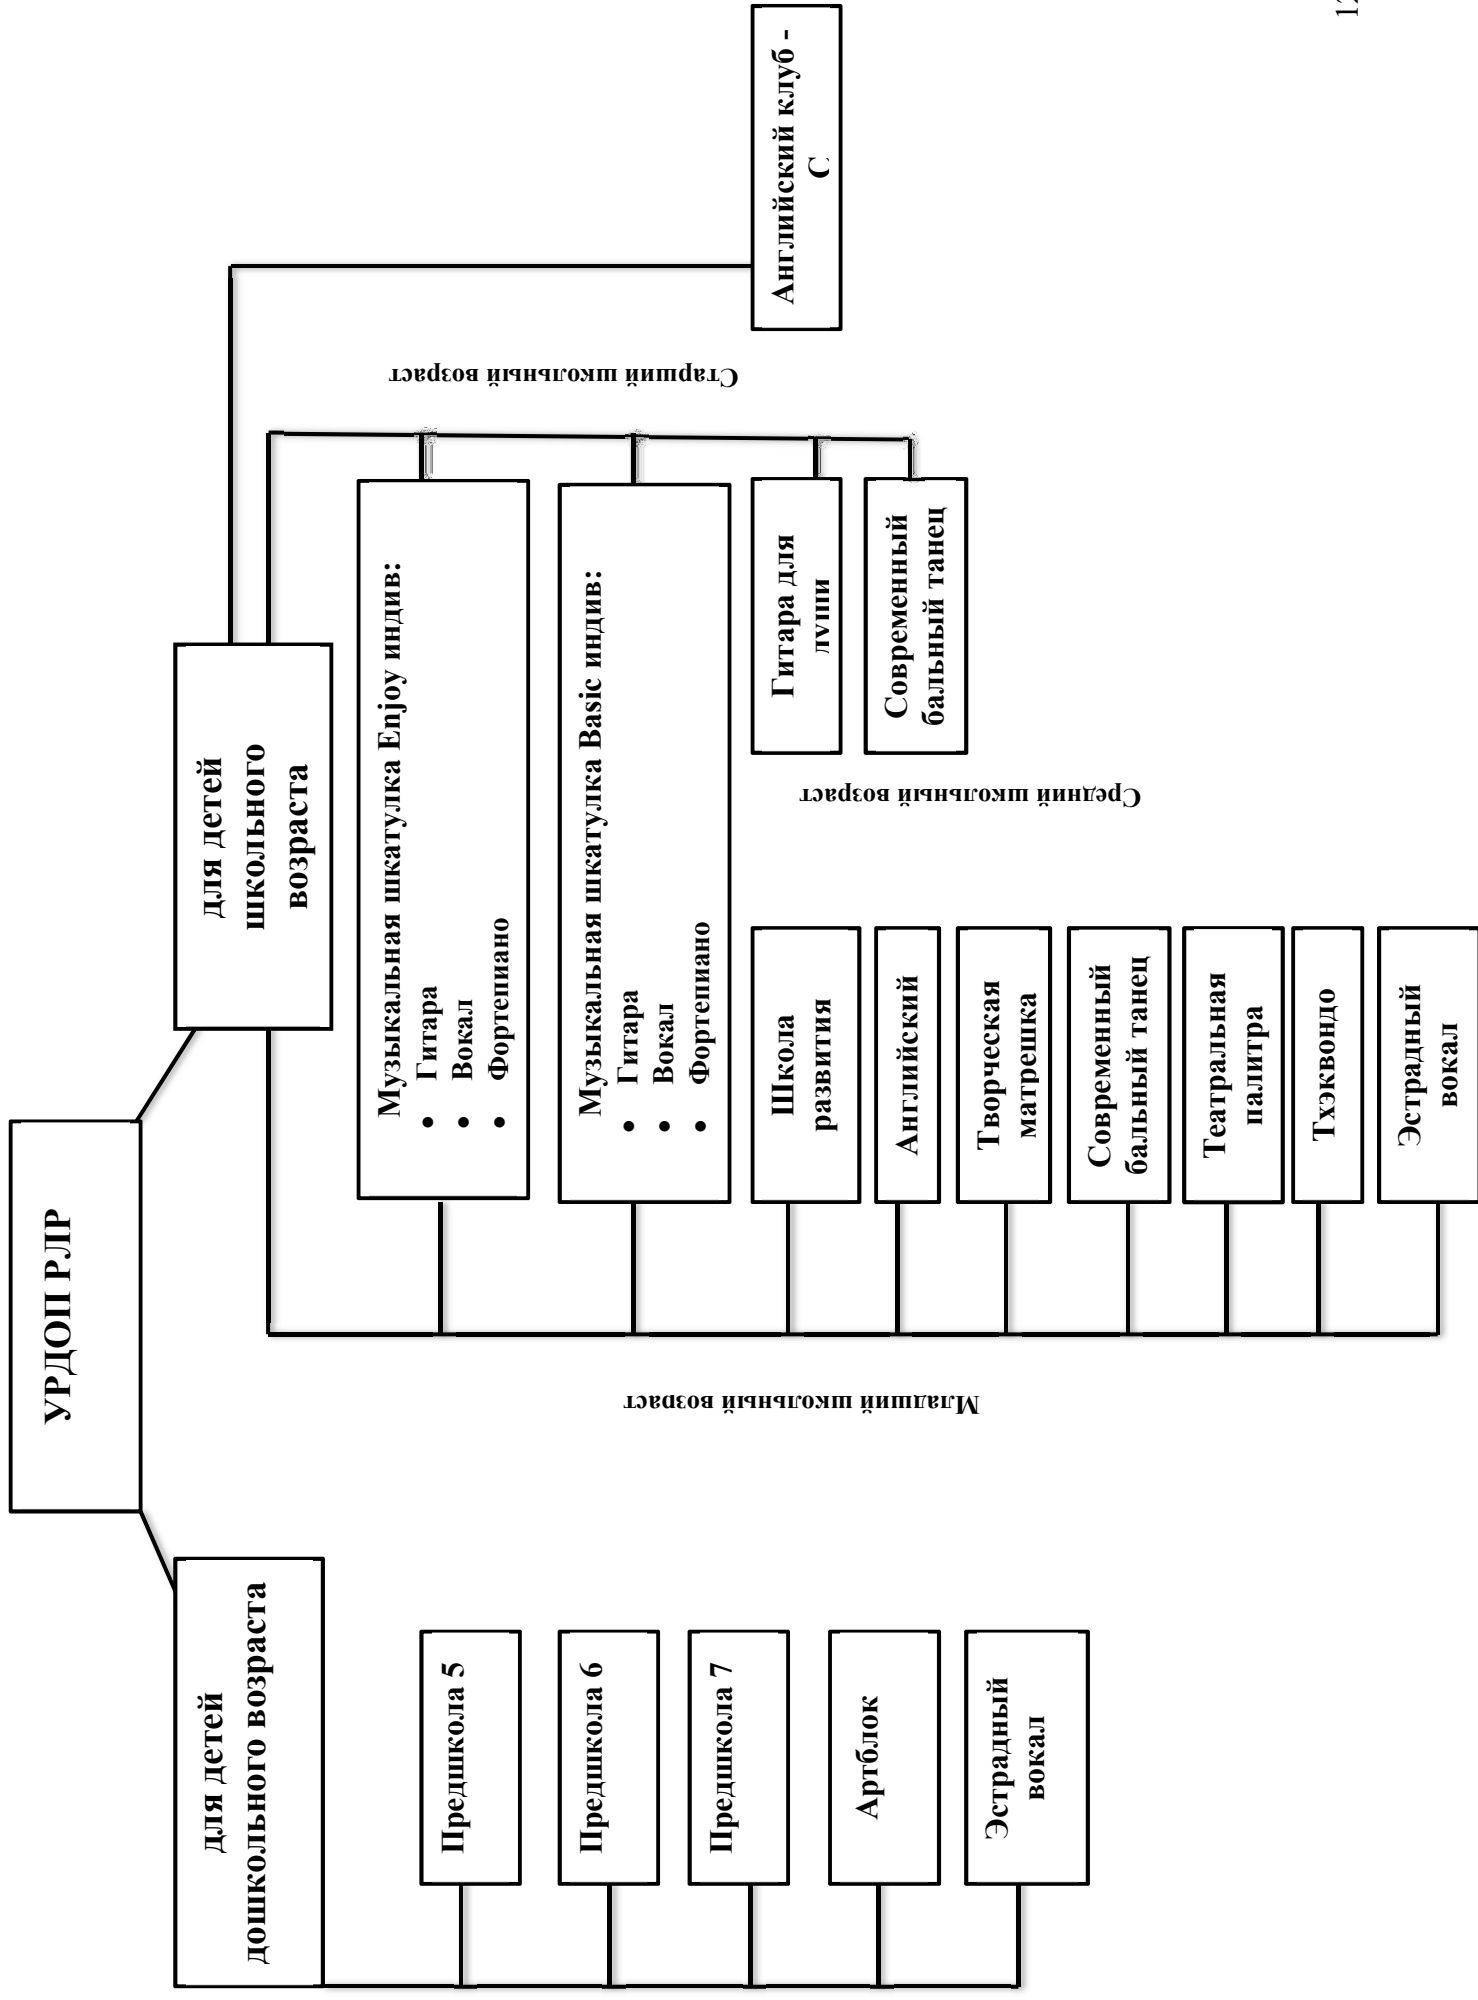 УРДОП РЛР
для детей
дошкольного возраста
для детей
школьного
возраста
Предшкола 5
Предшкола 6
Предшкола 7
Артблок
Эстрадный
вокал
Младший школьный возраст
Музыкальная шкатулка Enjoy индив:
• Гитара
• Вокал
• Фортепиано
Музыкальная шкатулка Basic индив:
• Гитара
• Вокал
• Фортепиано
Школа
развития
Английский
Творческая
матрешка
Современный
бальный танец
Театральная
палитра
Тхэквондо
Эстрадный
вокал
Средний школьный возраст
Гитара для
души
Современный
бальный танец
Старший школьный возраст
Английский клуб -
С